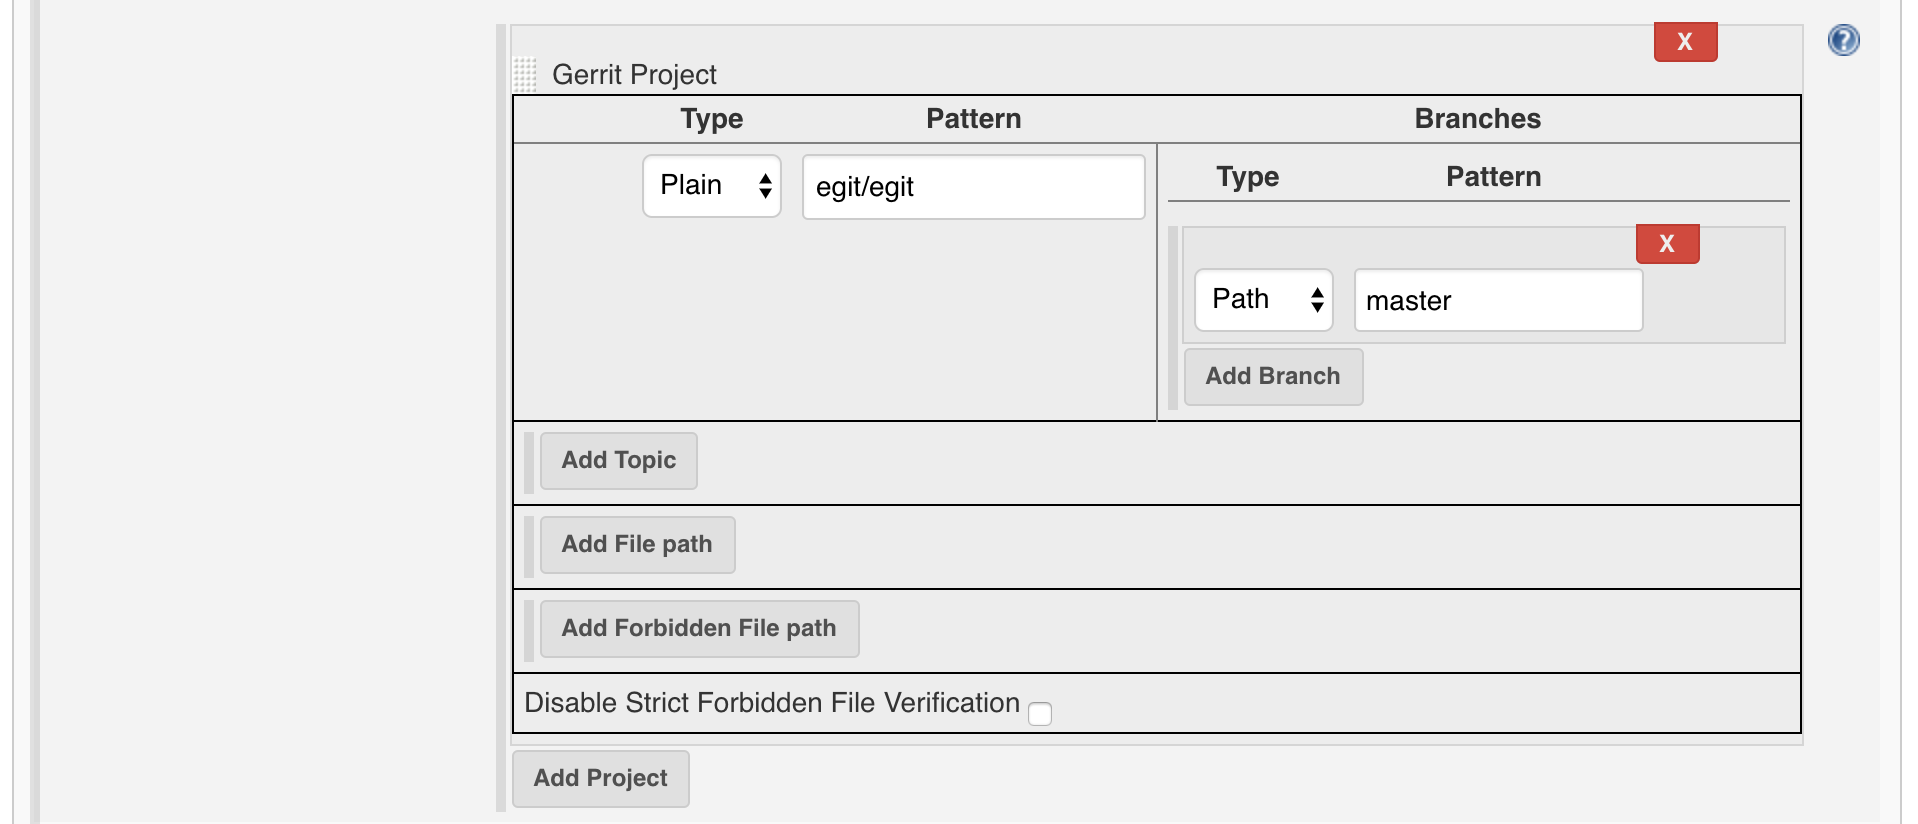 X
?
Gerrit Project
Type Pattern Branches
Plain egit/egit
Type Pattern
X
Path master
Add Branch
Add Topic
Add File path
Add Forbidden File path
Disable Strict Forbidden File Verification
Add Project